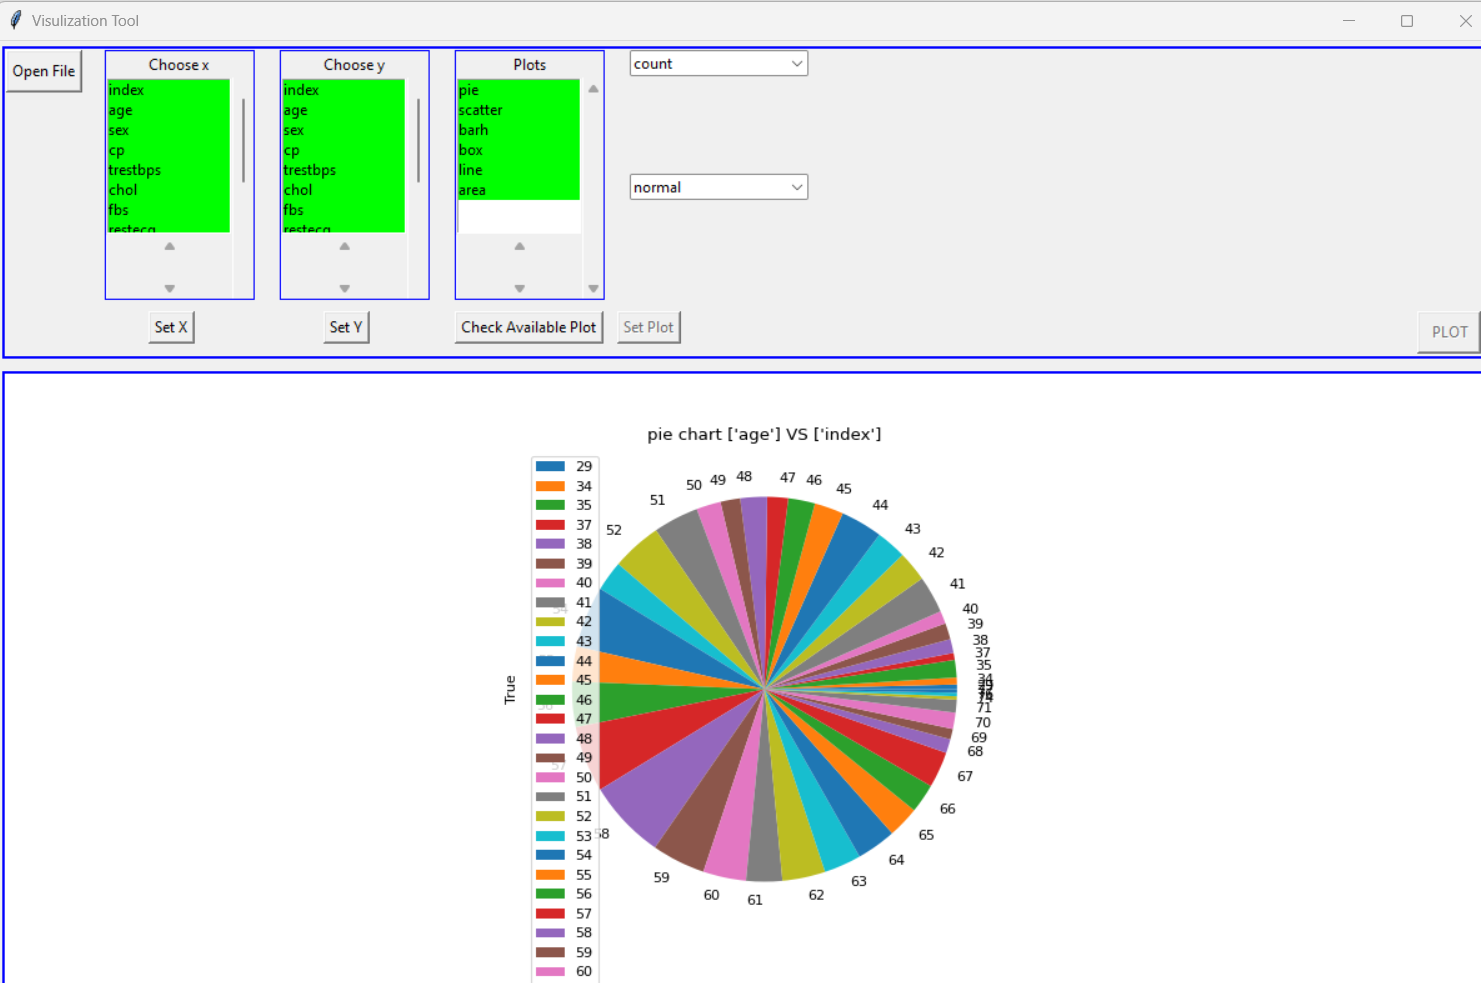 Visulization Tool
Open File
Choose x
index
age
sex
cp
trestbps
chol
fbs
restecg
Set X
Choose y
index
age
sex
cp
trestbps
chol
fbs
restecg
Set Y
Plots
pie
scatter
barh
box
line
area
Check Available Plot
Set Plot
count
normal
PLOT
pie chart ['age'] VS ['index']
True
29
34
35
37
38
39
40
41
42
43
44
45
46
47
48
49
50
51
52
53
54
55
56
57
58
59
60
47
46
45
44
43
42
41
40
39
38
37
35
34
71
70
69
68
67
66
65
64
63
62
61
60
59
58
57
56
54
52
51
50
49
48